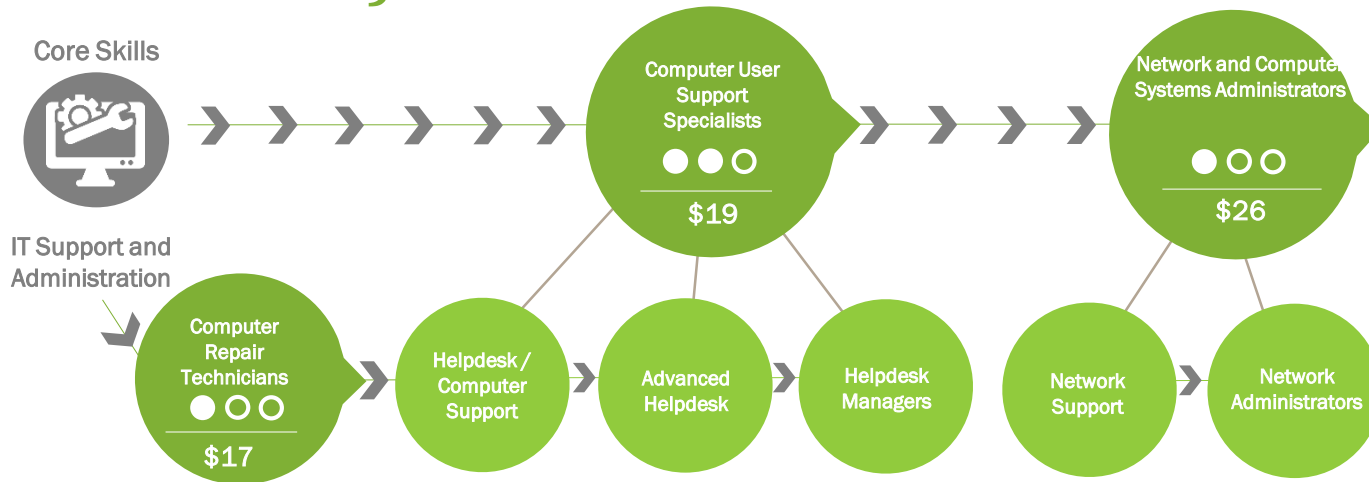 Core Skills
Computer User
Support
Specialists
$19
Network and Computer
Systems Administrators
$26
IT Support and
Administration
Computer
Repair
Technicians
$17
Helpdesk /
Computer
Support
Advanced
Helpdesk
Helpdesk
Managers
Network
Support
Network
Administrators